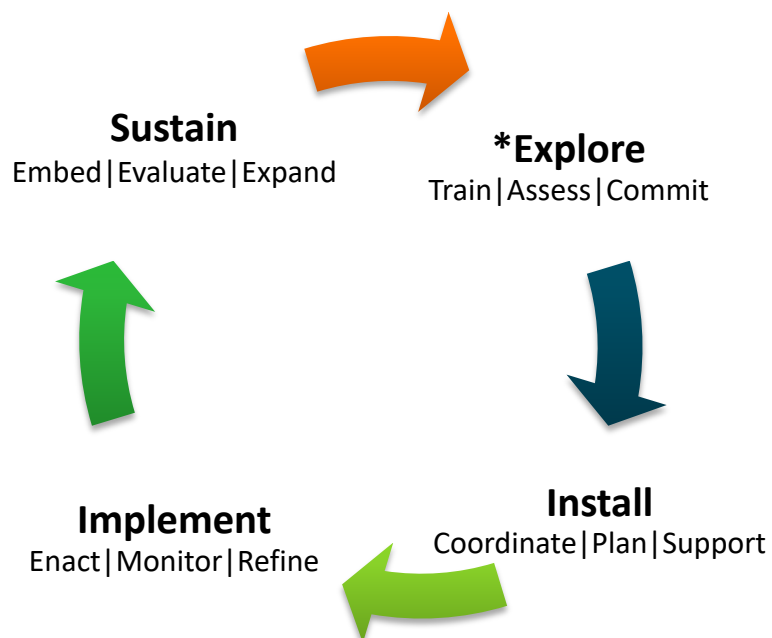 Sustain
Embed|Evaluate|Expand
*Explore
Train|Assess|Commit
Install
Coordinate|Plan|Support
Implement
Enact|Monitor|Refine